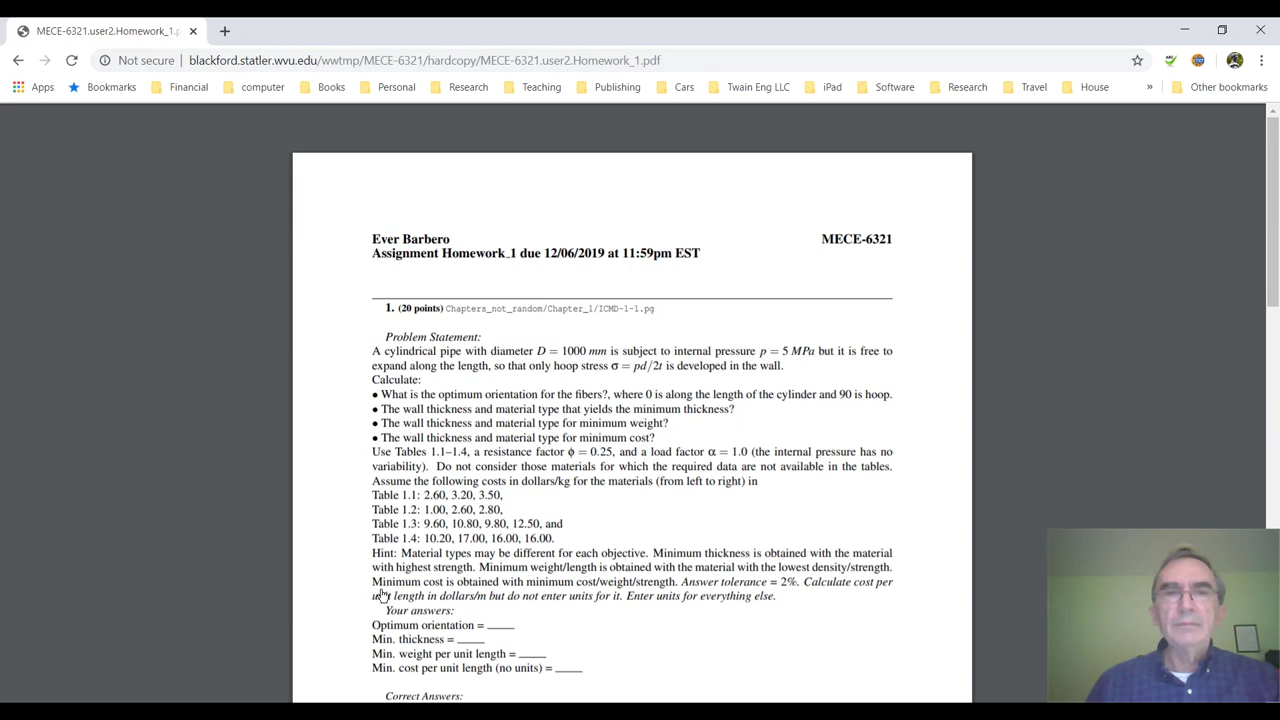 MECE-6321.user2.Homework_1.p
Not secure
blackford.statler.wvu.edu/wwtmp/MECE-6321/hardcopy/MECE-6321.user2.Homework_1.pdf
Apps Bookmarks Financial computer Books Personal Research Teaching Publishing Cars Twain Eng LLC iPad Software Research Travel House » Other bookmarks
Ever Barbero MECE-6321
Assignment Homework_1 due 12/06/2019 at 11:59pm EST
1. (20 points) Chapters_not_random/Chapter_1/ICMD-1-1.pg
Problem Statement:
A cylindrical pipe with diameter D = 1000 mm is subject to internal pressure p = 5 MPa but it is free to
expand along the length, so that only hoop stress σ = pd/2t is developed in the wall.
Calculate:
• What is the optimum orientation for the fibers?, where 0 is along the length of the cylinder and 90 is hoop.
• The wall thickness and material type that yields the minimum thickness?
• The wall thickness and material type for minimum weight?
• The wall thickness and material type for minimum cost?
Use Tables 1.1–1.4, a resistance factor ϕ = 0.25, and a load factor α = 1.0 (the internal pressure has no
variability). Do not consider those materials for which the required data are not available in the tables.
Assume the following costs in dollars/kg for the materials (from left to right) in
Table 1.1: 2.60, 3.20, 3.50,
Table 1.2: 1.00, 2.60, 2.80,
Table 1.3: 9.60, 10.80, 9.80, 12.50, and
Table 1.4: 10.20, 17.00, 16.00, 16.00.
Hint: Material types may be different for each objective. Minimum thickness is obtained with the material
with highest strength. Minimum weight/length is obtained with the material with the lowest density/strength.
Minimum cost is obtained with minimum cost/weight/strength. Answer tolerance = 2%. Calculate cost per
length in dollars/m but do not enter units for it. Enter units for everything else.
Your answers:
Optimum orientation = ____
Min. thickness = ____
Min. weight per unit length = ____
Min. cost per unit length (no units) = ____
Correct Answers: